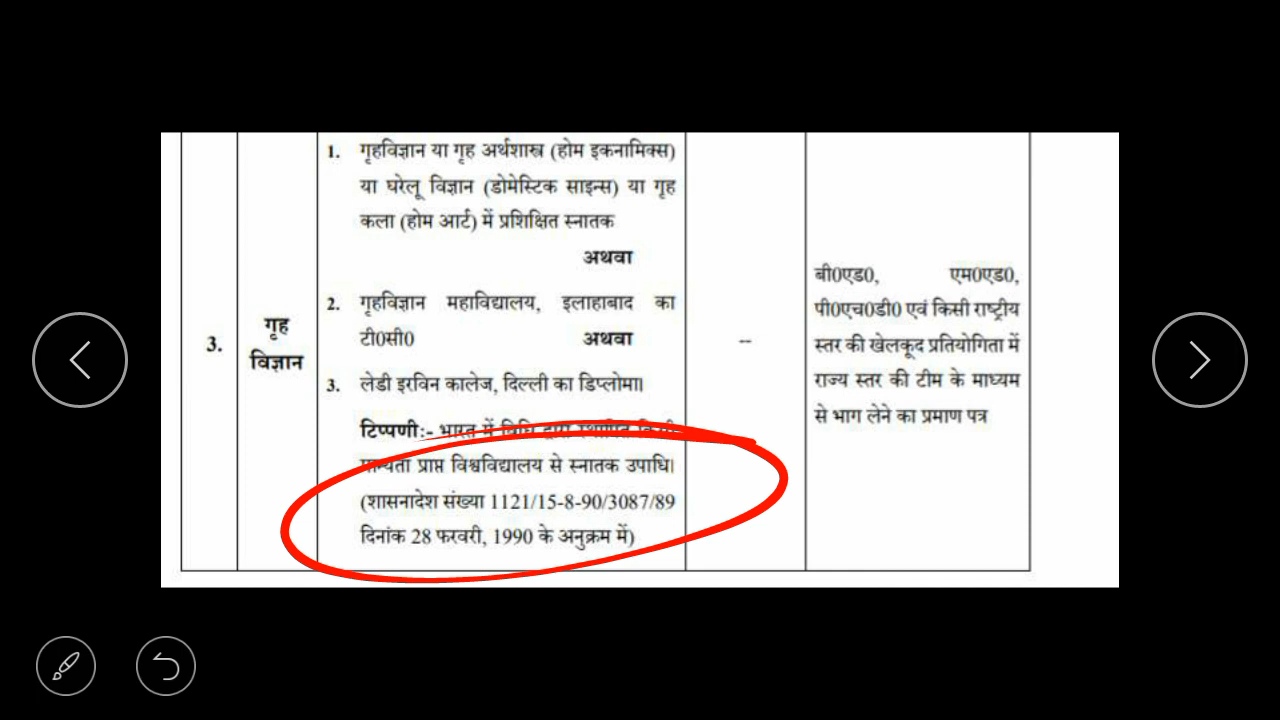 1. गृहविज्ञान या गृह अर्थशास्त्र (होम इकनामिक्स)
या घरेलू विज्ञान (डोमेस्टिक साइन्स) या गृह
कला (होम आर्ट) में प्रशिक्षित स्नातक
अथवा
2. गृहविज्ञान महाविद्यालय, इलाहाबाद का
टी0सी0 अथवा
3. लेडी इरविन कालेज, दिल्ली का डिप्लोमा।
टिप्पणी:- भारत में विधि द्वारा स्थापित किसी
मान्यता प्राप्त विश्वविद्यालय से स्नातक उपाधि।
(शासनादेश संख्या 1121/15-8-90/3087/89
दिनांक 28 फरवरी, 1990 के अनुक्रम में)
3.
गृह
विज्ञान
--
बी0एड0, एम0एड0,
पी0एच0डी0 एवं किसी राष्ट्रीय
स्तर की खेलकूद प्रतियोगिता में
राज्य स्तर की टीम के माध्यम
से भाग लेने का प्रमाण पत्र